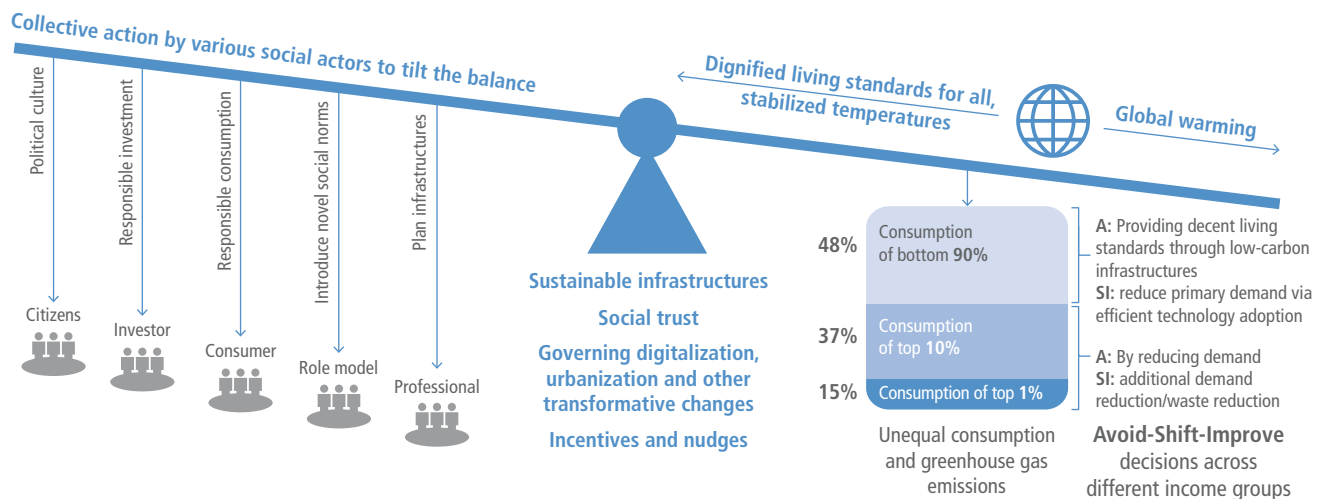 Collective action by various social actors to tilt the balance
Political culture
Responsible investment
Responsible consumption
Introduce novel social norms
Plan infrastructures
Citizens
Investor
Consumer
Role model
Professional
Sustainable infrastructures
Social trust
Governing digitalization,
urbanization and other
transformative changes
Incentives and nudges
Dignified living standards for all,
stabilized temperatures
Global warming
48%
Consumption
of bottom 90%
37%
Consumption
of top 10%
15%
Consumption of top 1%
Unequal consumption
and greenhouse gas
emissions
A: Providing decent living
standards through low-carbon
infrastructures
SI: reduce primary demand via
efficient technology adoption
A: By reducing demand
SI: additional demand
reduction/waste reduction
Avoid-Shift-Improve
decisions across
different income groups